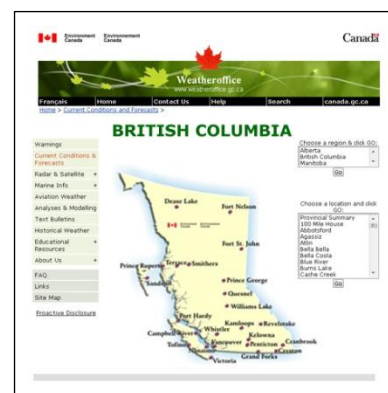 Environment Canada
Environnement Canada
Canada
Weatheroffice
www.weatheroffice.gc.ca
Français Home Contact Us Help Search canada.gc.ca
Home > Current Conditions and Forecasts >
BRITISH COLUMBIA
Warnings
Current Conditions & Forecasts
Radar & Satellite +
Marine Info +
Aviation Weather
Analyses & Modelling
Text Bulletins
Historical Weather
Educational Resources +
About Us +
FAQ
Links
Site Map
Proactive Disclosure
Choose a region & click GO:
Alberta
British Columbia
Manitoba
Go
Choose a location and click GO:
Provincial Summary
100 Mile House
Abbotsford
Agassiz
Atlin
Bella Bella
Bella Coola
Blue River
Burns Lake
Cache Creek
Go
Dease Lake
Fort Nelson
Fort St. John
Prince Rupert
Terrace
Smithers
Sandspit
Prince George
Quesnel
Williams Lake
Port Hardy
Campbell River
Whistler
Kamloops
Revelstoke
Kelowna
Tofino
Vancouver
Penticton
Cranbrook
Nanaimo
Creston
Grand Forks
Victoria